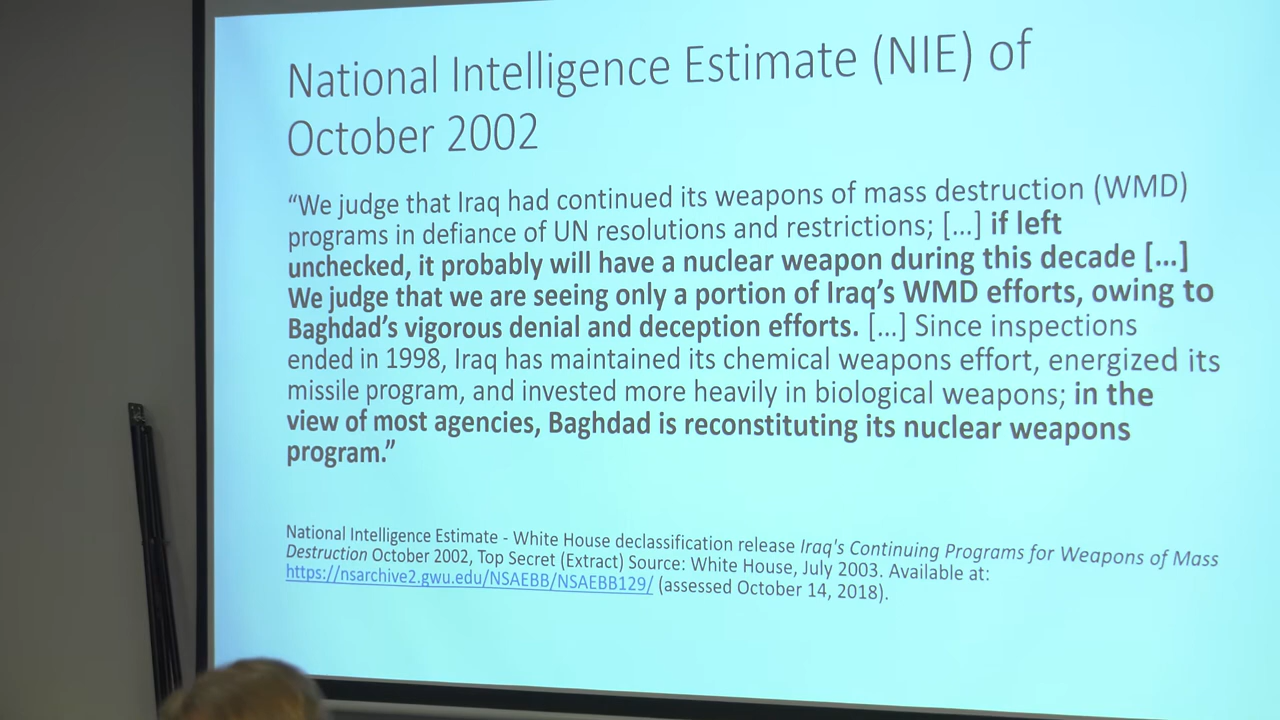 National Intelligence Estimate (NIE) of
October 2002
“We judge that Iraq had continued its weapons of mass destruction (WMD)
programs in defiance of UN resolutions and restrictions; […] if left
unchecked, it probably will have a nuclear weapon during this decade […]
We judge that we are seeing only a portion of Iraq’s WMD efforts, owing to
Baghdad’s vigorous denial and deception efforts. […] Since inspections
ended in 1998, Iraq has maintained its chemical weapons effort, energized its
missile program, and invested more heavily in biological weapons; in the
view of most agencies, Baghdad is reconstituting its nuclear weapons
program.”
National Intelligence Estimate - White House declassification release Iraq's Continuing Programs for Weapons of Mass
Destruction October 2002, Top Secret (Extract) Source: White House, July 2003. Available at:
https://nsarchive2.gwu.edu/NSAEBB/NSAEBB129/ (assessed October 14, 2018).